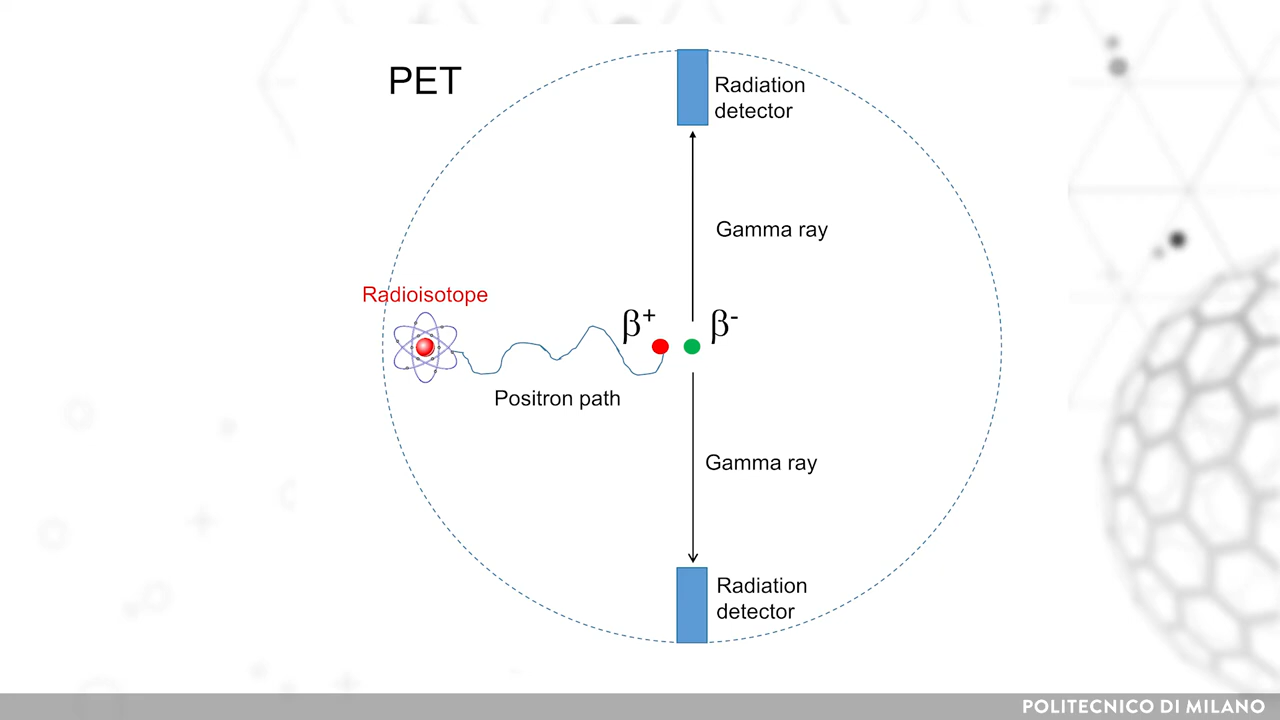 PET
Radiation
detector
Gamma ray
Radioisotope
β+
β-
Positron path
Gamma ray
Radiation
detector
POLITECNICO DI MILANO